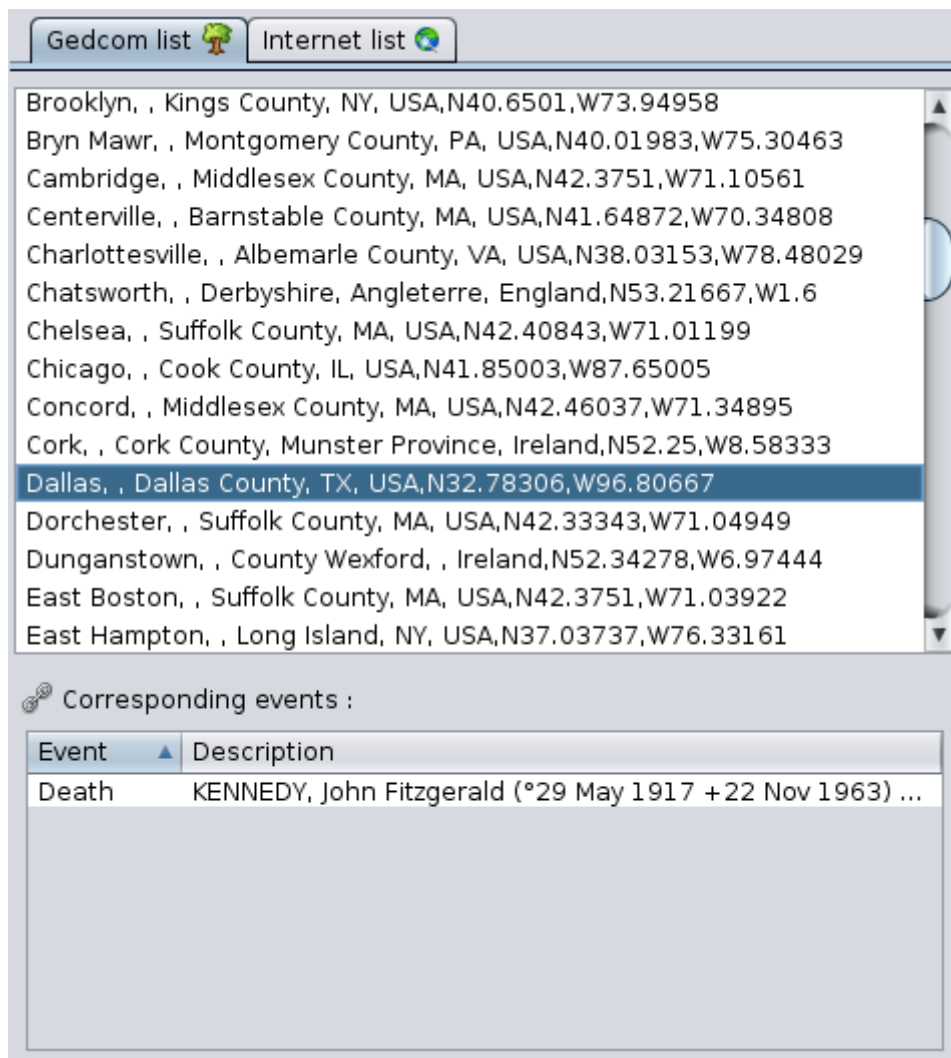 Gedcom list Internet list
Brooklyn, , Kings County, NY, USA,N40.6501,W73.94958
Bryn Mawr, , Montgomery County, PA, USA,N40.01983,W75.30463
Cambridge, , Middlesex County, MA, USA,N42.3751,W71.10561
Centerville, , Barnstable County, MA, USA,N41.64872,W70.34808
Charlottesville, , Albemarle County, VA, USA,N38.03153,W78.48029
Chatsworth, , Derbyshire, Angleterre, England,N53.21667,W1.6
Chelsea, , Suffolk County, MA, USA,N42.40843,W71.01199
Chicago, , Cook County, IL, USA,N41.85003,W87.65005
Concord, , Middlesex County, MA, USA,N42.46037,W71.34895
Cork, , Cork County, Munster Province, Ireland,N52.25,W8.58333
Dallas, , Dallas County, TX, USA,N32.78306,W96.80667
Dorchester, , Suffolk County, MA, USA,N42.33343,W71.04949
Dunganstown, , County Wexford, , Ireland,N52.34278,W6.97444
East Boston, , Suffolk County, MA, USA,N42.3751,W71.03922
East Hampton, , Long Island, NY, USA,N37.03737,W76.33161
Corresponding events :
Event Description
Death KENNEDY, John Fitzgerald (°29 May 1917 +22 Nov 1963) ...